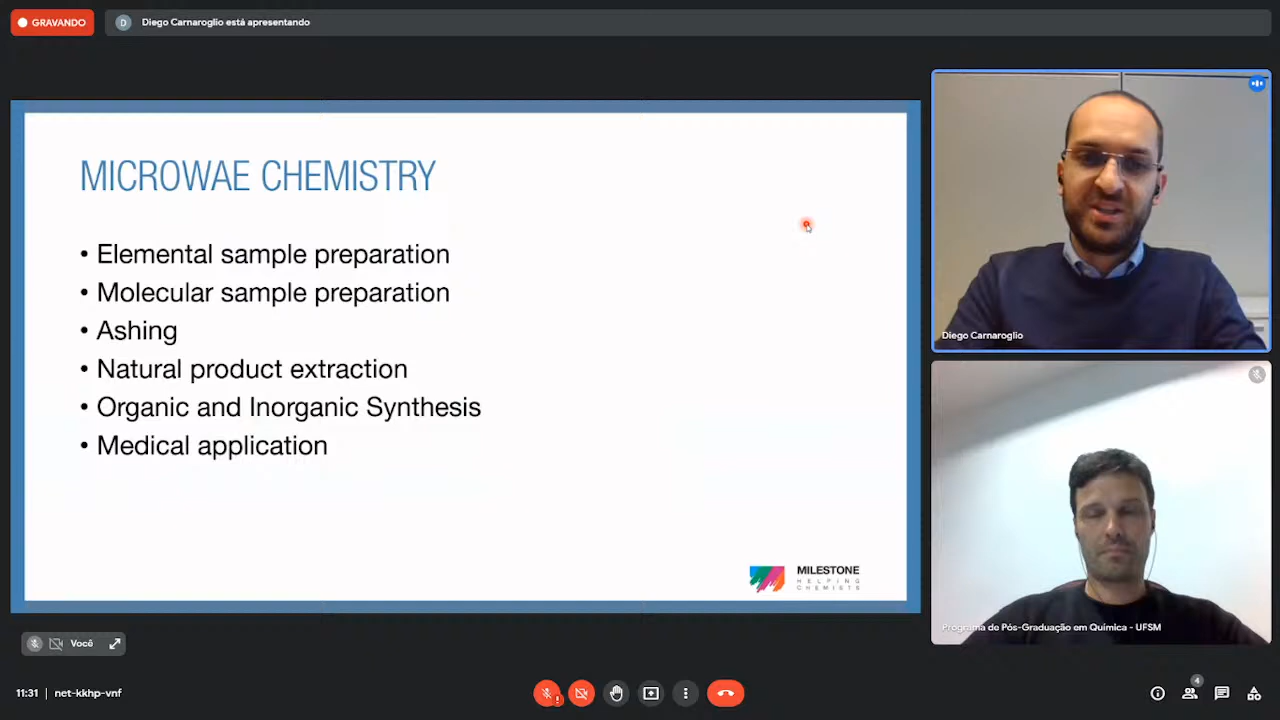 GRAVANDO
D
Diego Carnaroglio está apresentando
MICROWAE CHEMISTRY
• Elemental sample preparation
• Molecular sample preparation
• Ashing
• Natural product extraction
• Organic and Inorganic Synthesis
• Medical application
MILESTONE
HELPING
CHEMISTS
Diego Carnaroglio
Programa de Pós-Graduação em Química - UFSM
Você
11:31 | net-kkhp-vnf
4